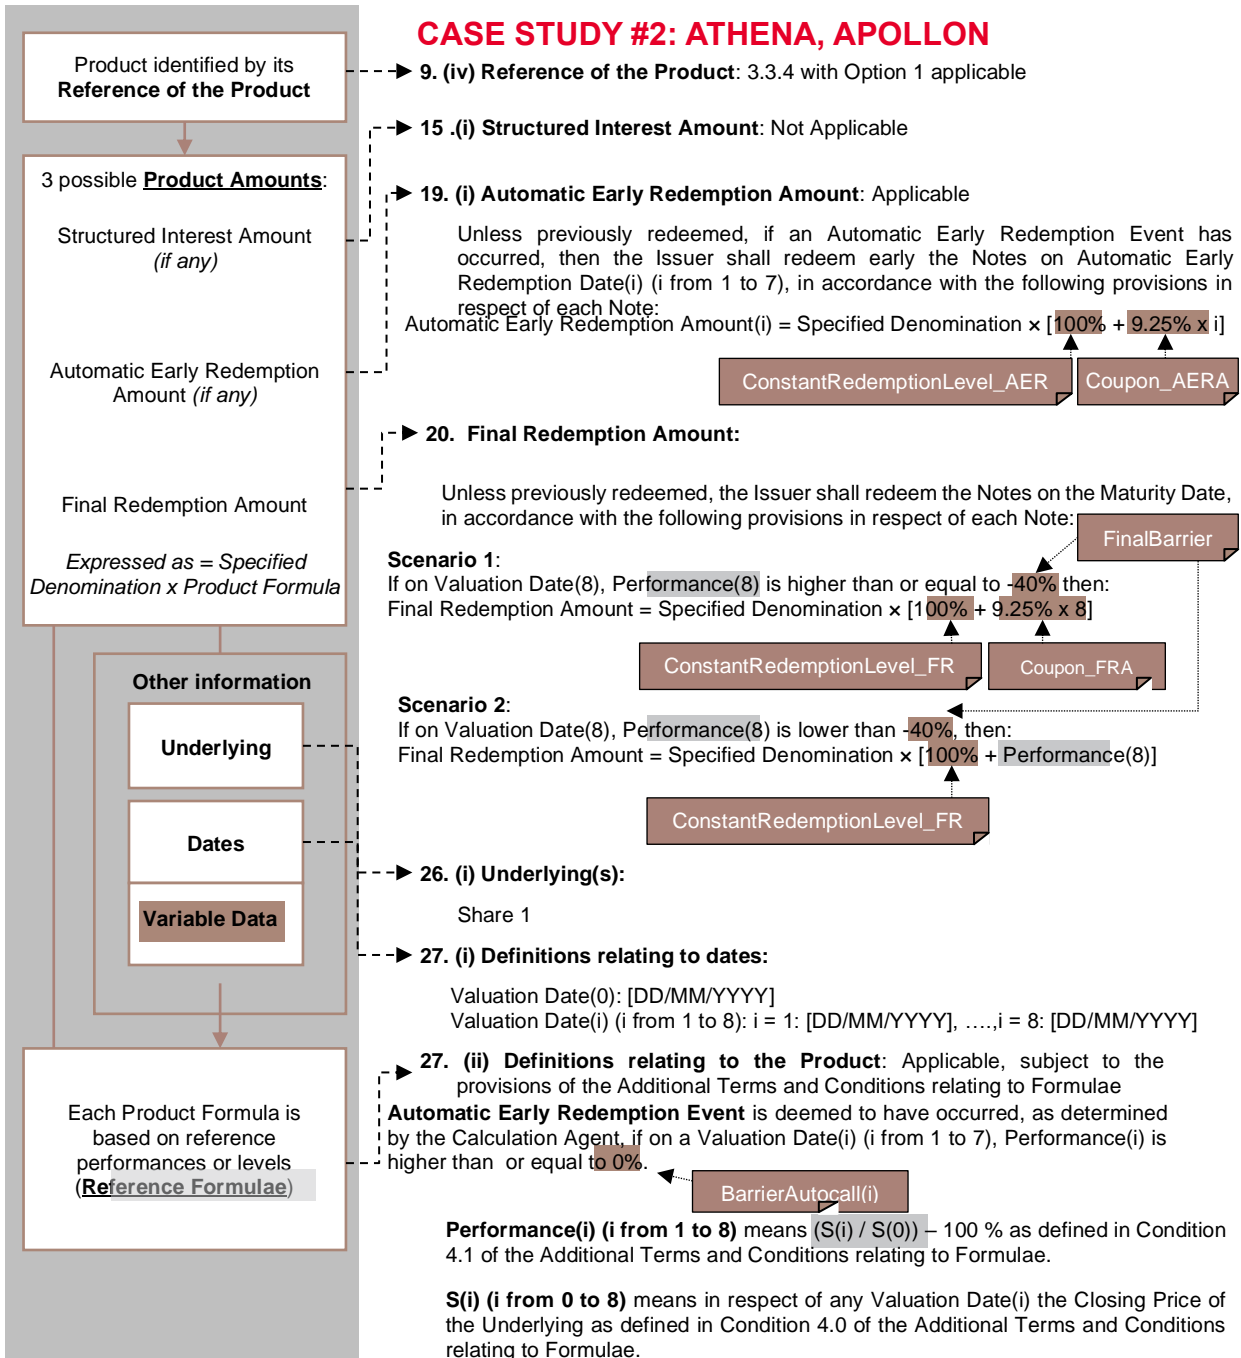 CASE STUDY #2: ATHENA, APOLLON
Product identified by its
Reference of the Product
9. (iv) Reference of the Product: 3.3.4 with Option 1 applicable
15 .(i) Structured Interest Amount: Not Applicable
3 possible Product Amounts:
19. (i) Automatic Early Redemption Amount: Applicable
Structured Interest Amount
(if any)
Unless previously redeemed, if an Automatic Early Redemption Event has
occurred, then the Issuer shall redeem early the Notes on Automatic Early
Redemption Date(i) (i from 1 to 7), in accordance with the following provisions in
respect of each Note:
Automatic Early Redemption Amount(i) = Specified Denomination × [100% + 9.25% x i]
Automatic Early Redemption
Amount (if any)
ConstantRedemptionLevel_AER
Coupon_AERA
20. Final Redemption Amount:
Final Redemption Amount
Unless previously redeemed, the Issuer shall redeem the Notes on the Maturity Date,
in accordance with the following provisions in respect of each Note:
FinalBarrier
Expressed as = Specified
Denomination x Product Formula
Scenario 1:
If on Valuation Date(8), Performance(8) is higher than or equal to -40% then:
Final Redemption Amount = Specified Denomination × [100% + 9.25% x 8]
ConstantRedemptionLevel_FR
Coupon_FRA
Other information
Scenario 2:
If on Valuation Date(8), Performance(8) is lower than -40%, then:
Final Redemption Amount = Specified Denomination × [100% + Performance(8)]
Underlying
ConstantRedemptionLevel_FR
Dates
26. (i) Underlying(s):
Share 1
Variable Data
27. (i) Definitions relating to dates:
Valuation Date(0): [DD/MM/YYYY]
Valuation Date(i) (i from 1 to 8): i = 1: [DD/MM/YYYY], ….,i = 8: [DD/MM/YYYY]
27. (ii) Definitions relating to the Product: Applicable, subject to the
provisions of the Additional Terms and Conditions relating to Formulae
Each Product Formula is
based on reference
performances or levels
(Reference Formulae)
Automatic Early Redemption Event is deemed to have occurred, as determined
by the Calculation Agent, if on a Valuation Date(i) (i from 1 to 7), Performance(i) is
higher than or equal to 0%.
BarrierAutocall(i)
Performance(i) (i from 1 to 8) means (S(i) / S(0)) – 100 % as defined in Condition
4.1 of the Additional Terms and Conditions relating to Formulae.
S(i) (i from 0 to 8) means in respect of any Valuation Date(i) the Closing Price of
the Underlying as defined in Condition 4.0 of the Additional Terms and Conditions
relating to Formulae.